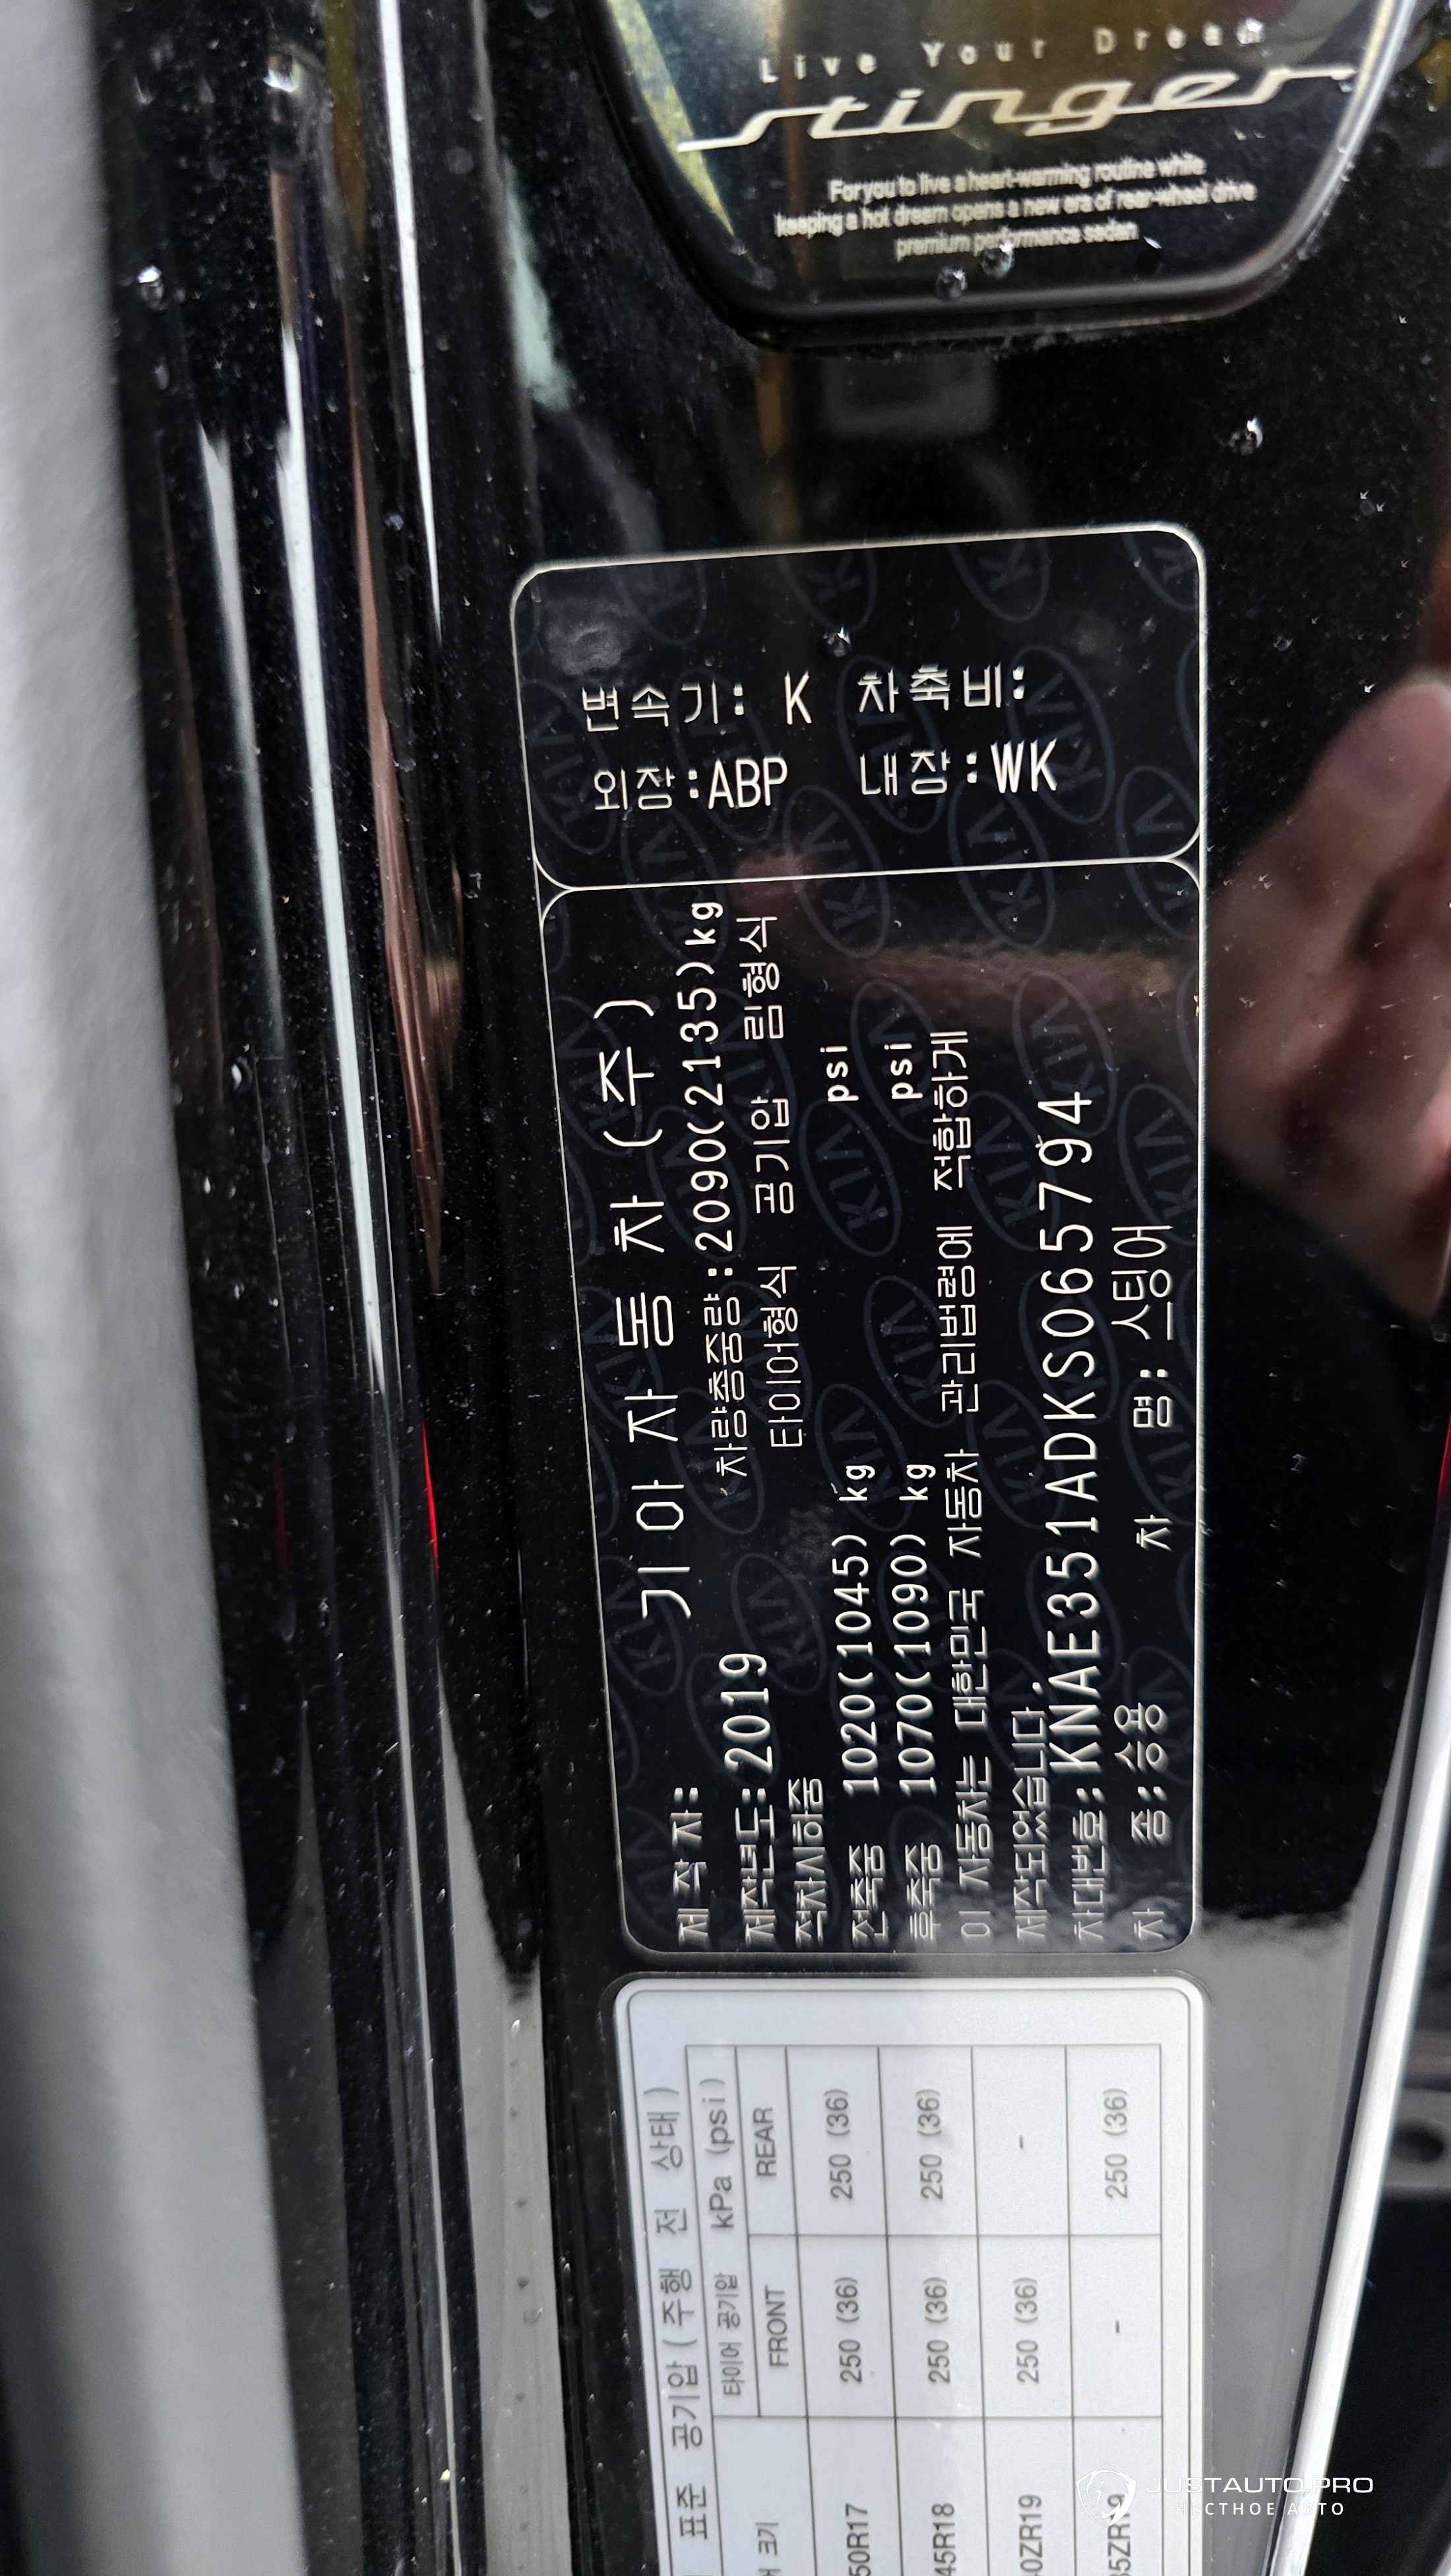 Live Your Dream
stinger
For you to live a heart-warming routine while
keeping a hot dream opens a new era of rear-wheel drive
premium performance sedan
변속기: K 차축비:
외장:ABP 내장:WK
제 작 자: 기 아 자 동 차 (주)
제작년도:2019 차량총중량:2090(2135)kg
적차시하중 타이어형식 공기압 림형식
전축중 1020(1045) kg psi
후축중 1070(1090) kg psi
이 자동차는 대한민국 자동차 관리법령에 적합하게
제작되었습니다.
차대번호:KNAE351ADKS065794
차 종:승용 차 명: 스팅어
표준 공기압 (주행 전 상태)
크기 타이어 공기압 kPa (psi)
FRONT REAR
50R17 250 (36) 250 (36)
45R18 250 (36) 250 (36)
0ZR19 250 (36) -
5ZR19 - 250 (36)
JUSTAUTO.PRO
ЧЕСТНОЕ АВТО